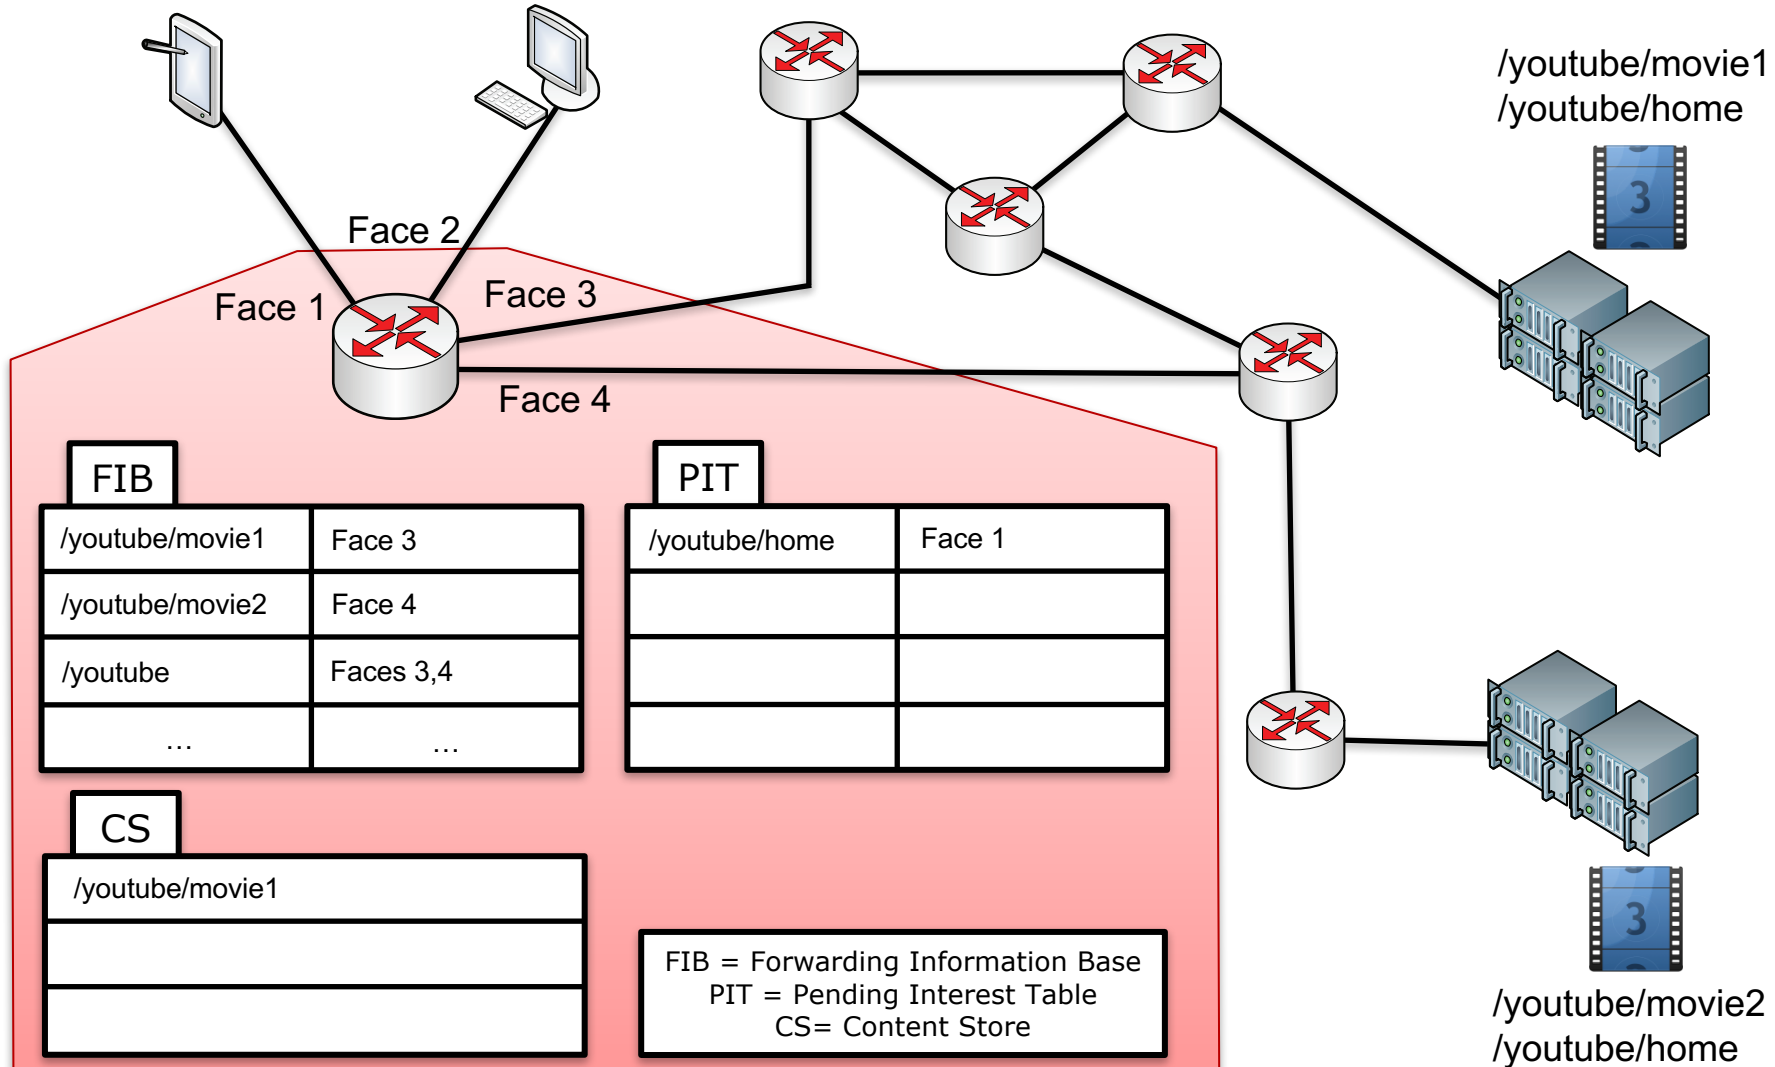 /youtube/movie1
/youtube/home
3
Face 2
Face 1
Face 3
Face 4
FIB
/youtube/movie1 Face 3
/youtube/movie2 Face 4
/youtube Faces 3,4
... ...
PIT
/youtube/home Face 1
CS
/youtube/movie1
FIB = Forwarding Information Base
PIT = Pending Interest Table
CS= Content Store
3
/youtube/movie2
/youtube/home